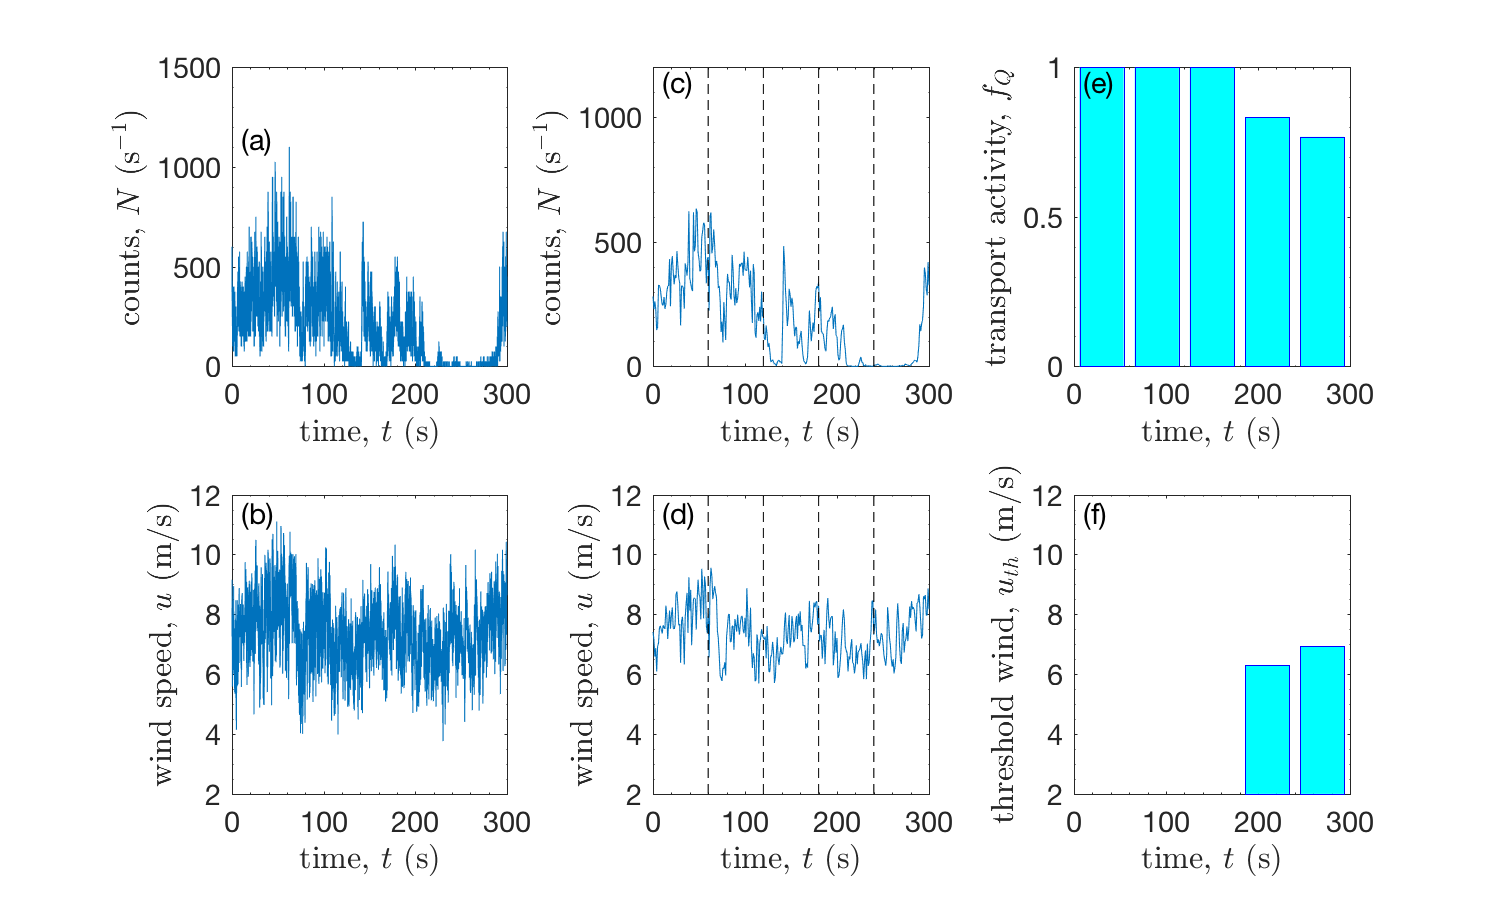 (a)
1500
1000
500
0
0 100 200 300
counts, N (s⁻¹)
time, t (s)
(c)
1000
500
0
0 100 200 300
counts, N (s⁻¹)
time, t (s)
(e)
1
0.5
0
0 100 200 300
transport activity, f_Q
time, t (s)
(b)
12
10
8
6
4
2
0 100 200 300
wind speed, u (m/s)
time, t (s)
(d)
12
10
8
6
4
2
0 100 200 300
wind speed, u (m/s)
time, t (s)
(f)
12
10
8
6
4
2
0 100 200 300
threshold wind, u_th (m/s)
time, t (s)